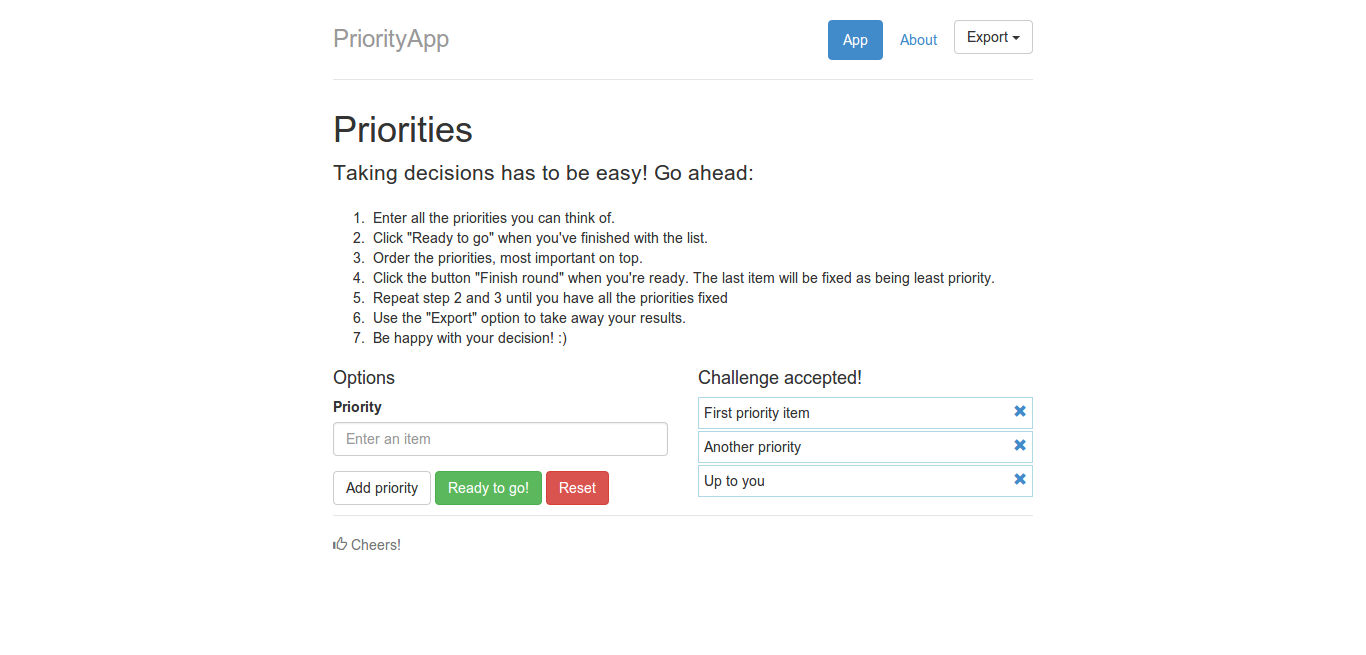 PriorityApp
App
About
Export
Priorities
Taking decisions has to be easy! Go ahead:
1. Enter all the priorities you can think of.
2. Click "Ready to go" when you've finished with the list.
3. Order the priorities, most important on top.
4. Click the button "Finish round" when you're ready. The last item will be fixed as being least priority.
5. Repeat step 2 and 3 until you have all the priorities fixed
6. Use the "Export" option to take away your results.
7. Be happy with your decision! :)
Options
Priority
Enter an item
Add priority
Ready to go!
Reset
Challenge accepted!
First priority item
Another priority
Up to you
Cheers!